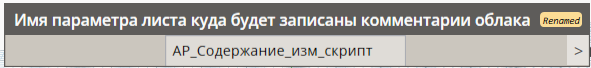 Имя параметра листа куда будет записаны комментарии облака Renamed
АР_Содержание_изм_скрипт >